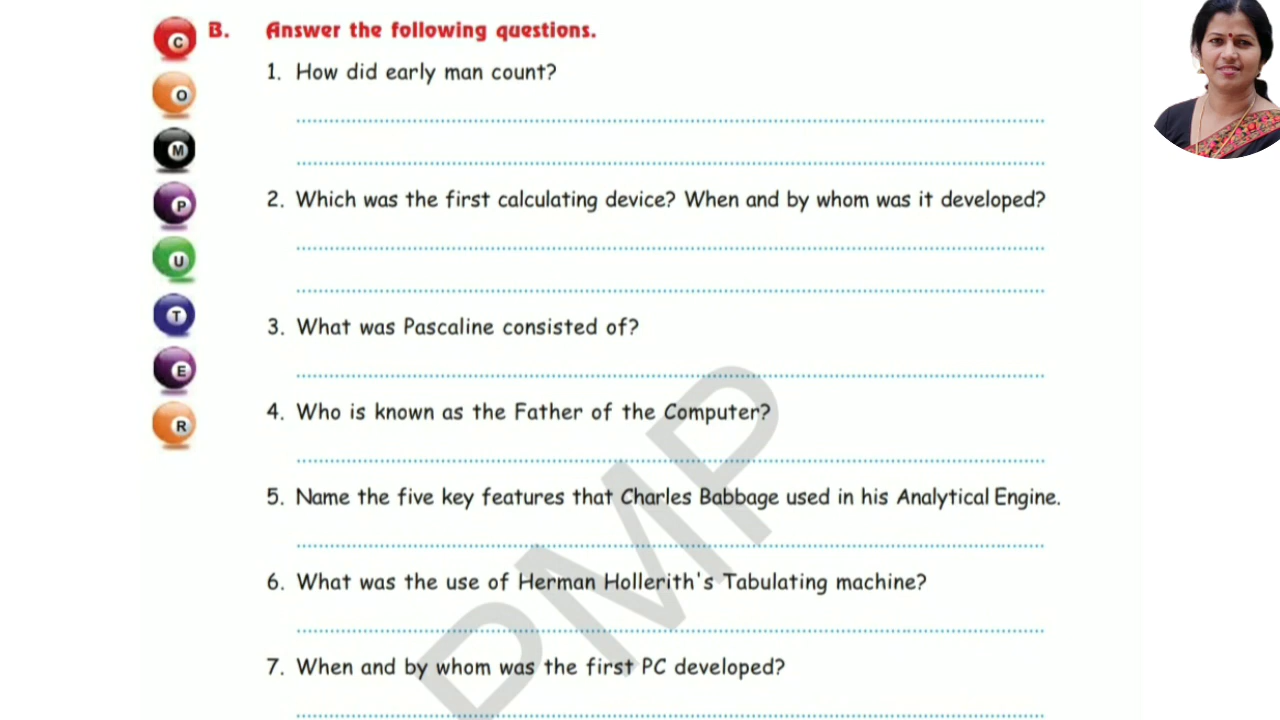 C
O
M
P
U
T
E
R
B. Answer the following questions.
1. How did early man count?
2. Which was the first calculating device? When and by whom was it developed?
3. What was Pascaline consisted of?
4. Who is known as the Father of the Computer?
5. Name the five key features that Charles Babbage used in his Analytical Engine.
6. What was the use of Herman Hollerith's Tabulating machine?
7. When and by whom was the first PC developed?
PMP